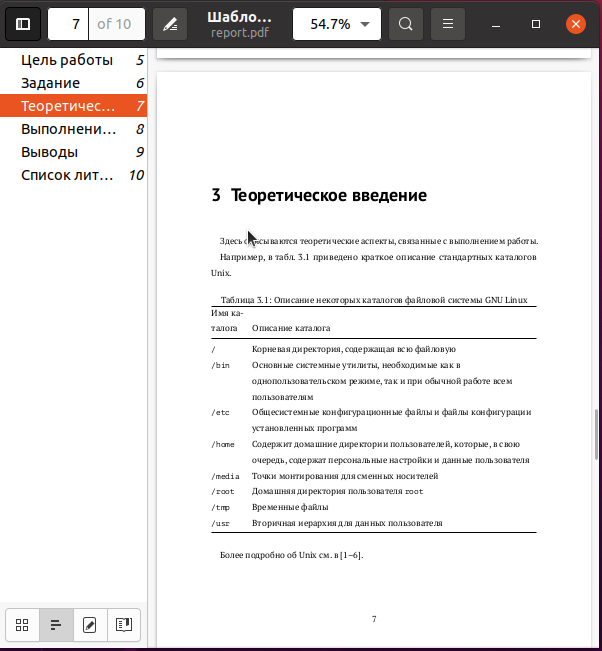 7 of 10
Шабло...
report.pdf
54.7%
Цель работы 5
Задание 6
Теоретичес... 7
Выполнени... 8
Выводы 9
Список лит... 10
3 Теоретическое введение
Здесь описываются теоретические аспекты, связанные с выполнением работы.
Например, в табл. 3.1 приведено краткое описание стандартных каталогов
Unix.
Таблица 3.1: Описание некоторых каталогов файловой системы GNU Linux
Имя ка-
талога Описание каталога
/ Корневая директория, содержащая всю файловую
/bin Основные системные утилиты, необходимые как в
однопользовательском режиме, так и при обычной работе всем
пользователям
/etc Общесистемные конфигурационные файлы и файлы конфигурации
установленных программ
/home Содержит домашние директории пользователей, которые, в свою
очередь, содержат персональные настройки и данные пользователя
/media Точки монтирования для сменных носителей
/root Домашняя директория пользователя root
/tmp Временные файлы
/usr Вторичная иерархия для данных пользователя
Более подробно об Unix см. в [1–6].
7